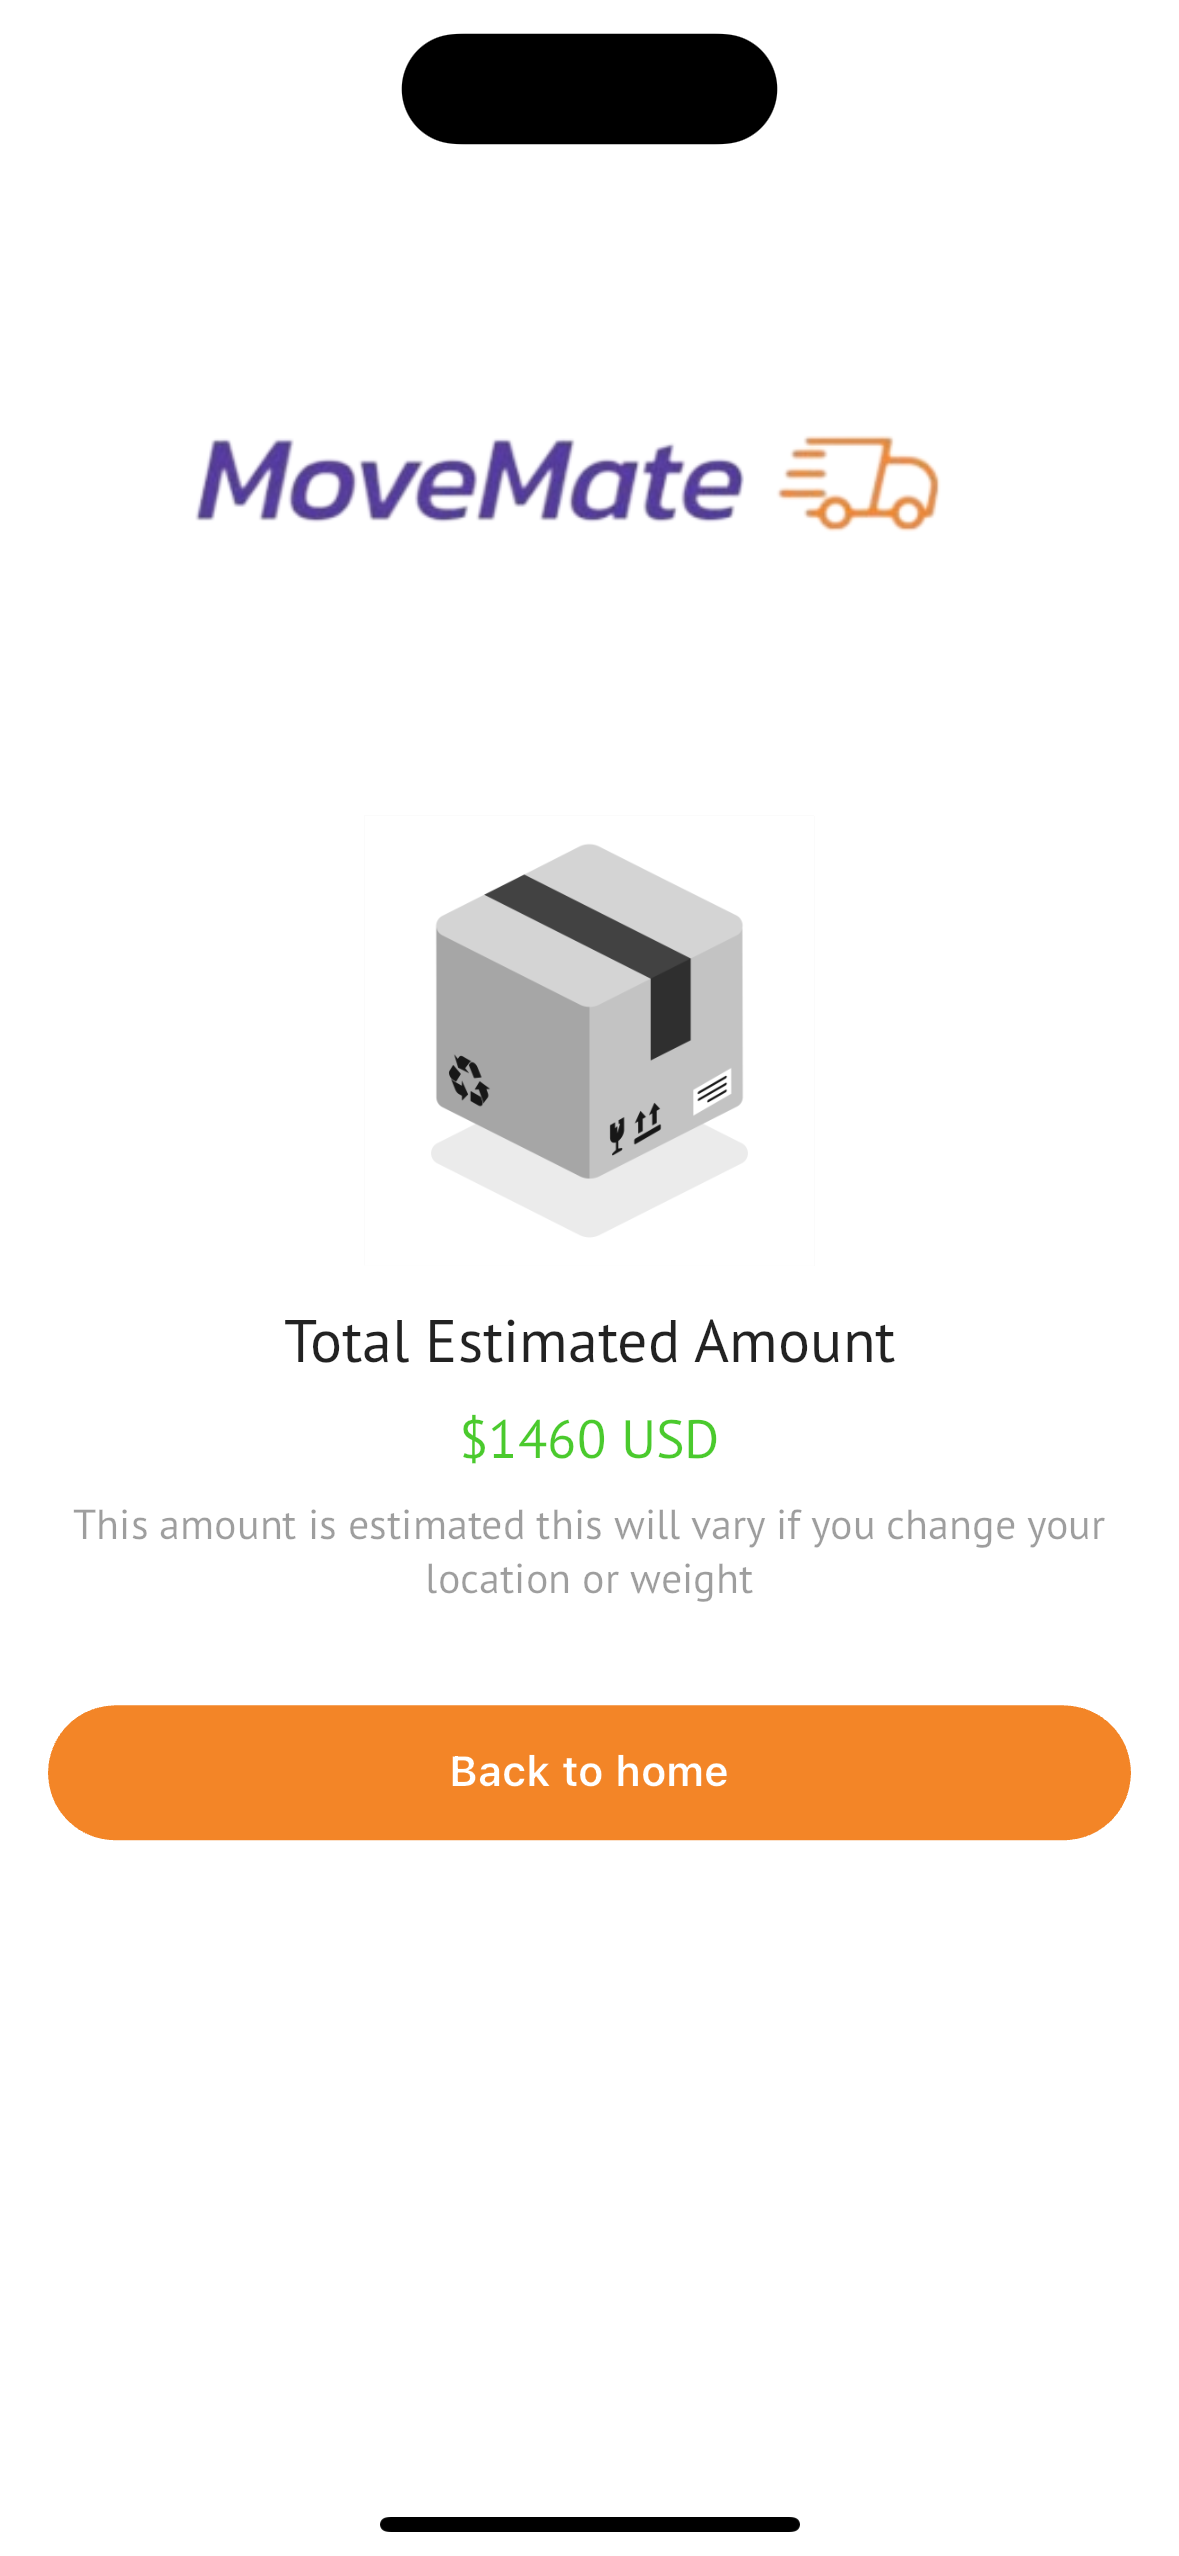 MoveMate
Total Estimated Amount
$1460 USD
This amount is estimated this will vary if you change your
location or weight
Back to home